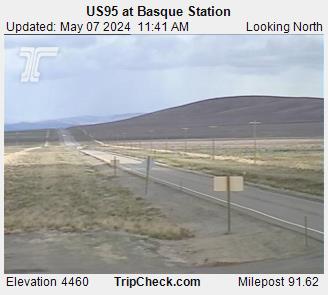 US95 at Basque Station
Updated: May 07 2024 11:41 AM Looking North
Elevation 4460 TripCheck.com Milepost 91.62